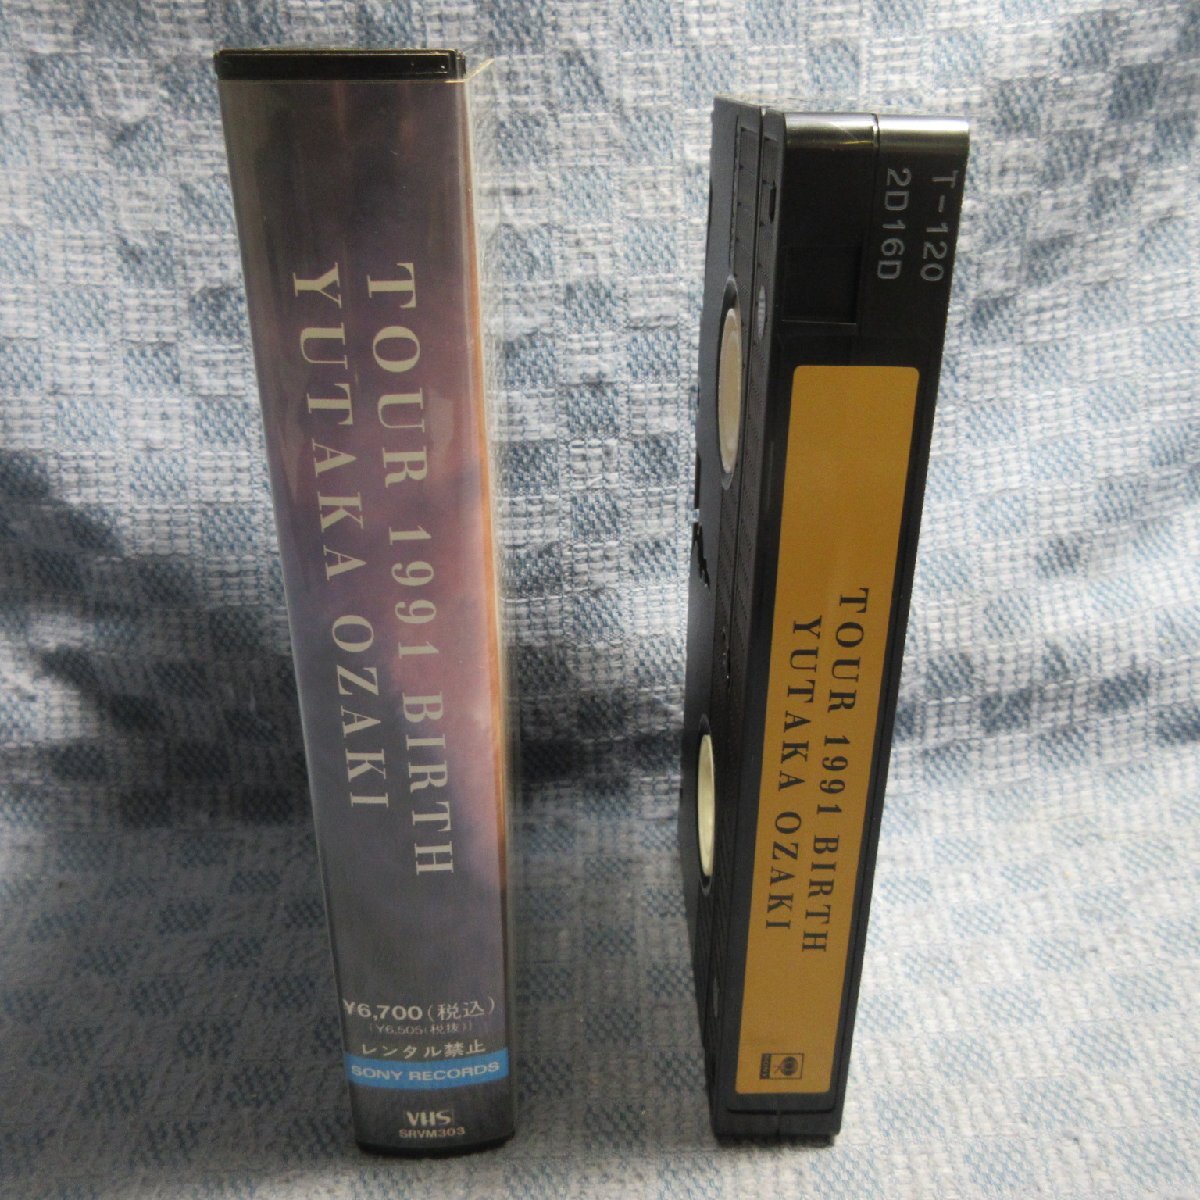 TOUR 1991 BIRTH
YUTAKA OZAKI
¥6,700(税込)
(¥6,505(税抜))
レンタル禁止
SONY RECORDS
VHS
SRVM303
T-120
2D16D
TOUR 1991 BIRTH
YUTAKA OZAKI